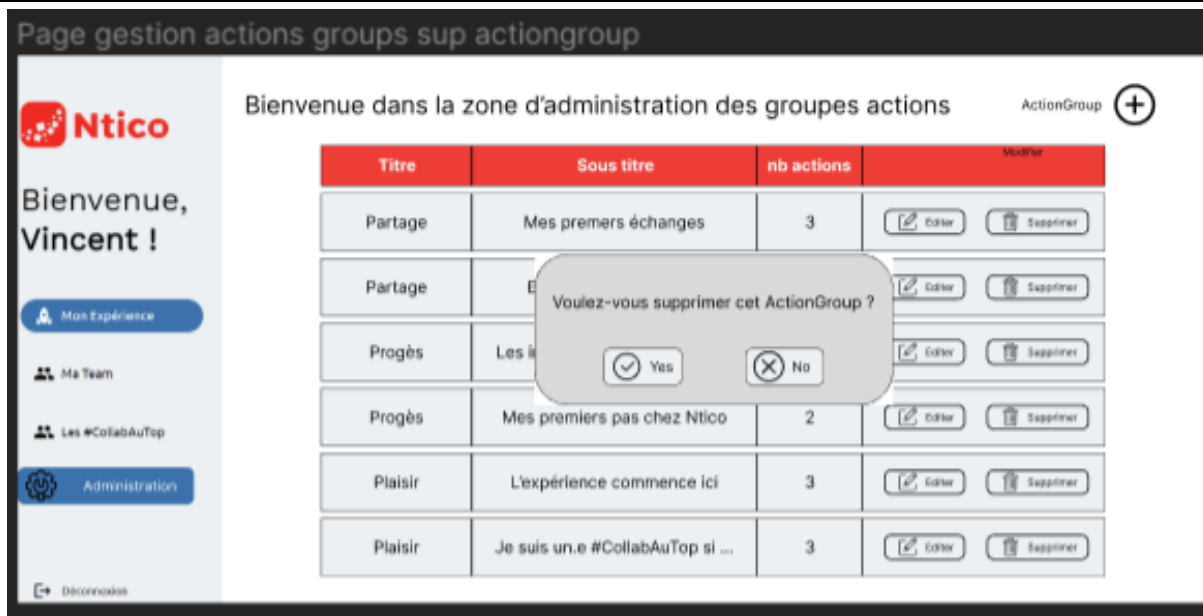 Page gestion actions groups sup actiongroup
Ntico
Bienvenue,
Vincent !
Mon Expérience
Ma Team
Les #CollabAuTop
Administration
Déconnexion
Bienvenue dans la zone d'administration des groupes actions
ActionGroup
Titre Sous titre nb actions Modifier
Partage Mes premers échanges 3 Editer Supprimer
Partage Editer Supprimer
Progès Les Editer Supprimer
Progès Mes premiers pas chez Ntico 2 Editer Supprimer
Plaisir L'expérience commence ici 3 Editer Supprimer
Plaisir Je suis un.e #CollabAuTop si ... 3 Editer Supprimer
Voulez-vous supprimer cet ActionGroup ?
Yes No